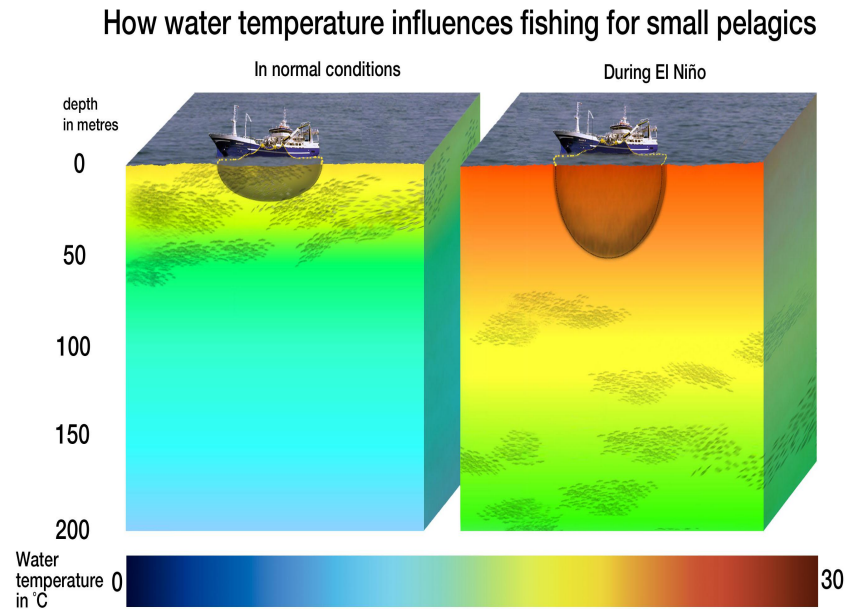 How water temperature influences fishing for small pelagics
In normal conditions
During El Niño
depth
in metres
0
50
100
150
200
Water
temperature
in °C
0
30